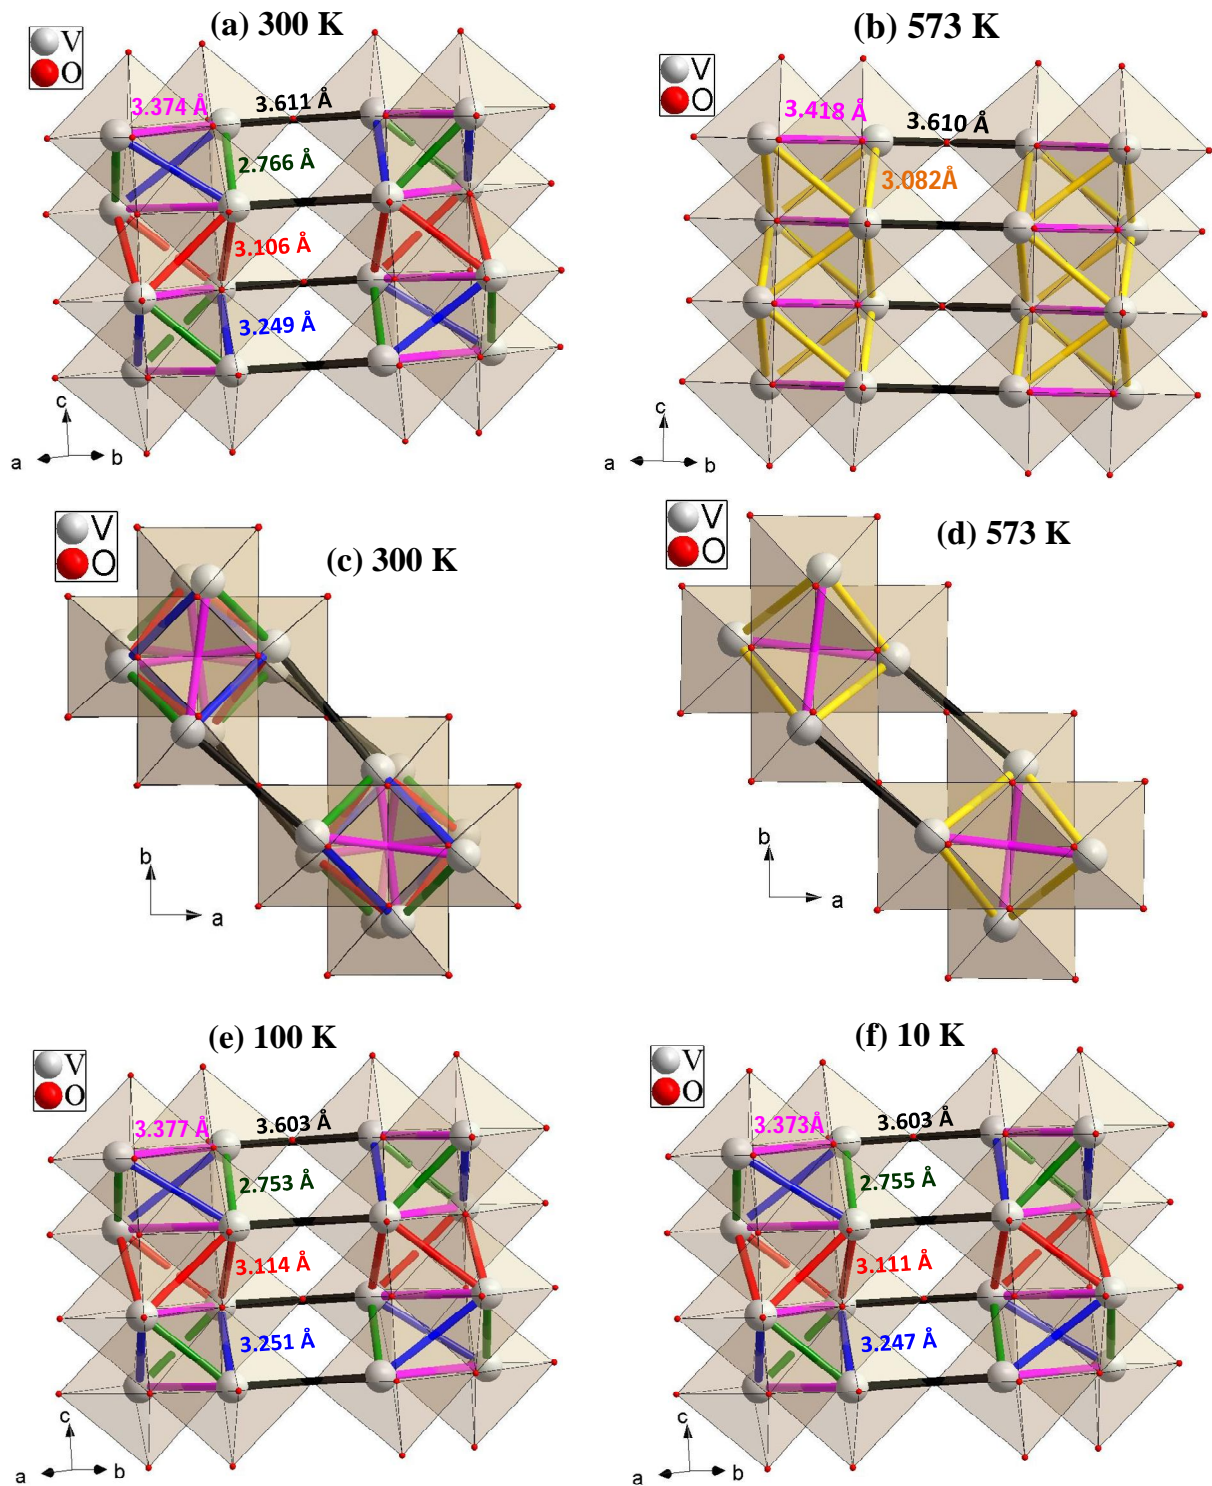 (a) 300 K
V
O
3.374 Å
3.611 Å
2.766 Å
3.106 Å
3.249 Å
c
a
b
(b) 573 K
V
O
3.418 Å
3.610 Å
3.082Å
c
a
b
(c) 300 K
V
O
b
a
(d) 573 K
V
O
b
a
(e) 100 K
V
O
3.377 Å
3.603 Å
2.753 Å
3.114 Å
3.251 Å
c
a
b
(f) 10 K
V
O
3.373Å
3.603 Å
2.755 Å
3.111 Å
3.247 Å
c
a
b